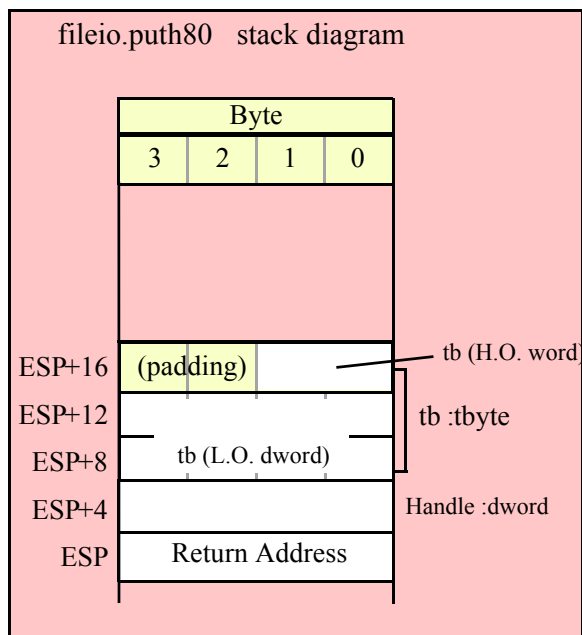 fileio.puth80 stack diagram
Byte
3 2 1 0
ESP+16 (padding) tb (H.O. word)
ESP+12 tb :tbyte
ESP+8 tb (L.O. dword)
ESP+4 Handle :dword
ESP Return Address